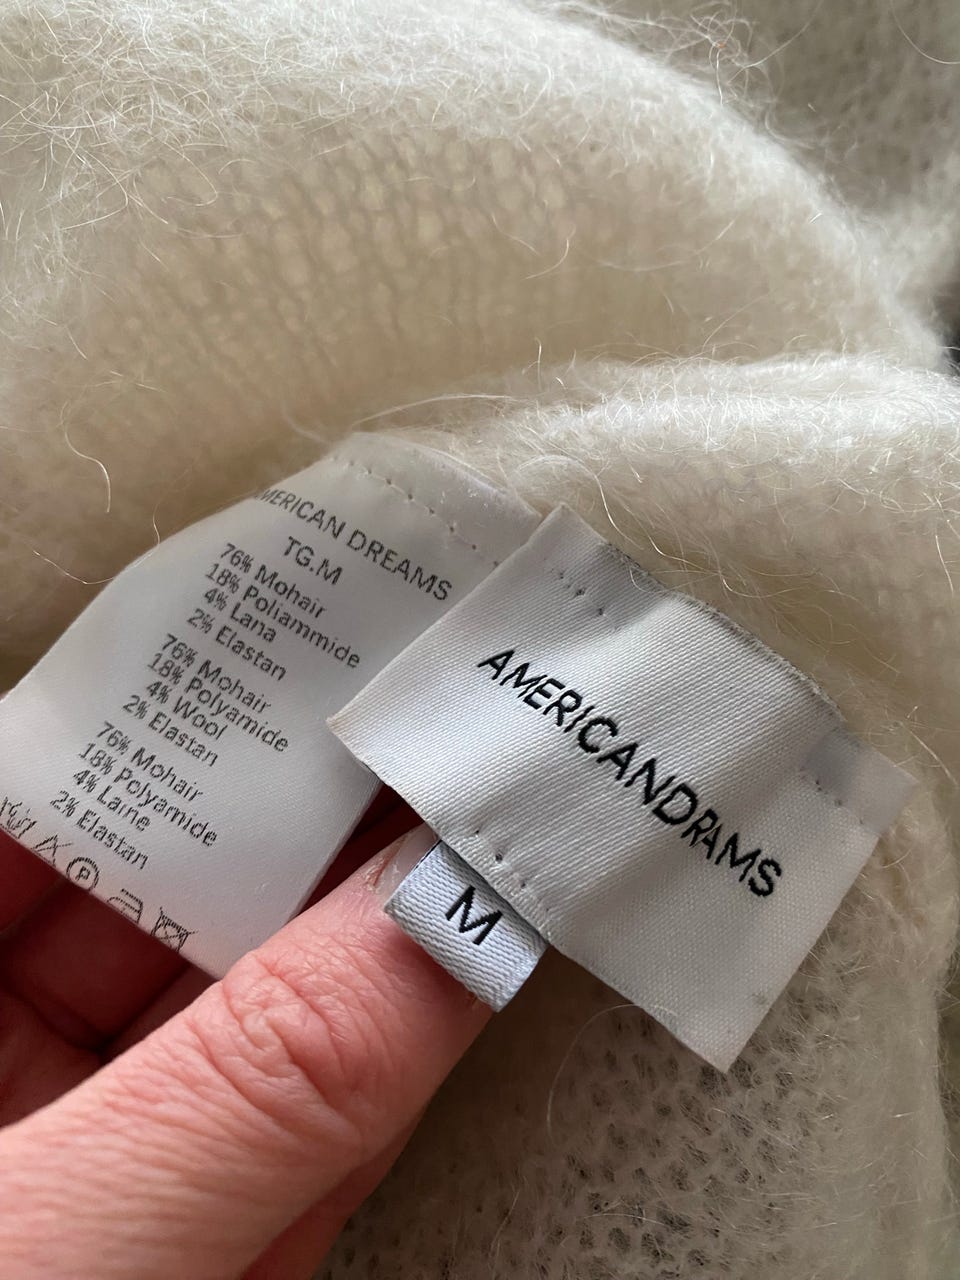 AMERICAN DREAMS
TG.M
76% Mohair
18% Poliammide
4% Lana
2% Elastan
76% Mohair
18% Polyamide
4% Wool
2% Elastan
76% Mohair
18% Polyamide
4% Laine
2% Elastan
P
AMERICANDRAMS
M